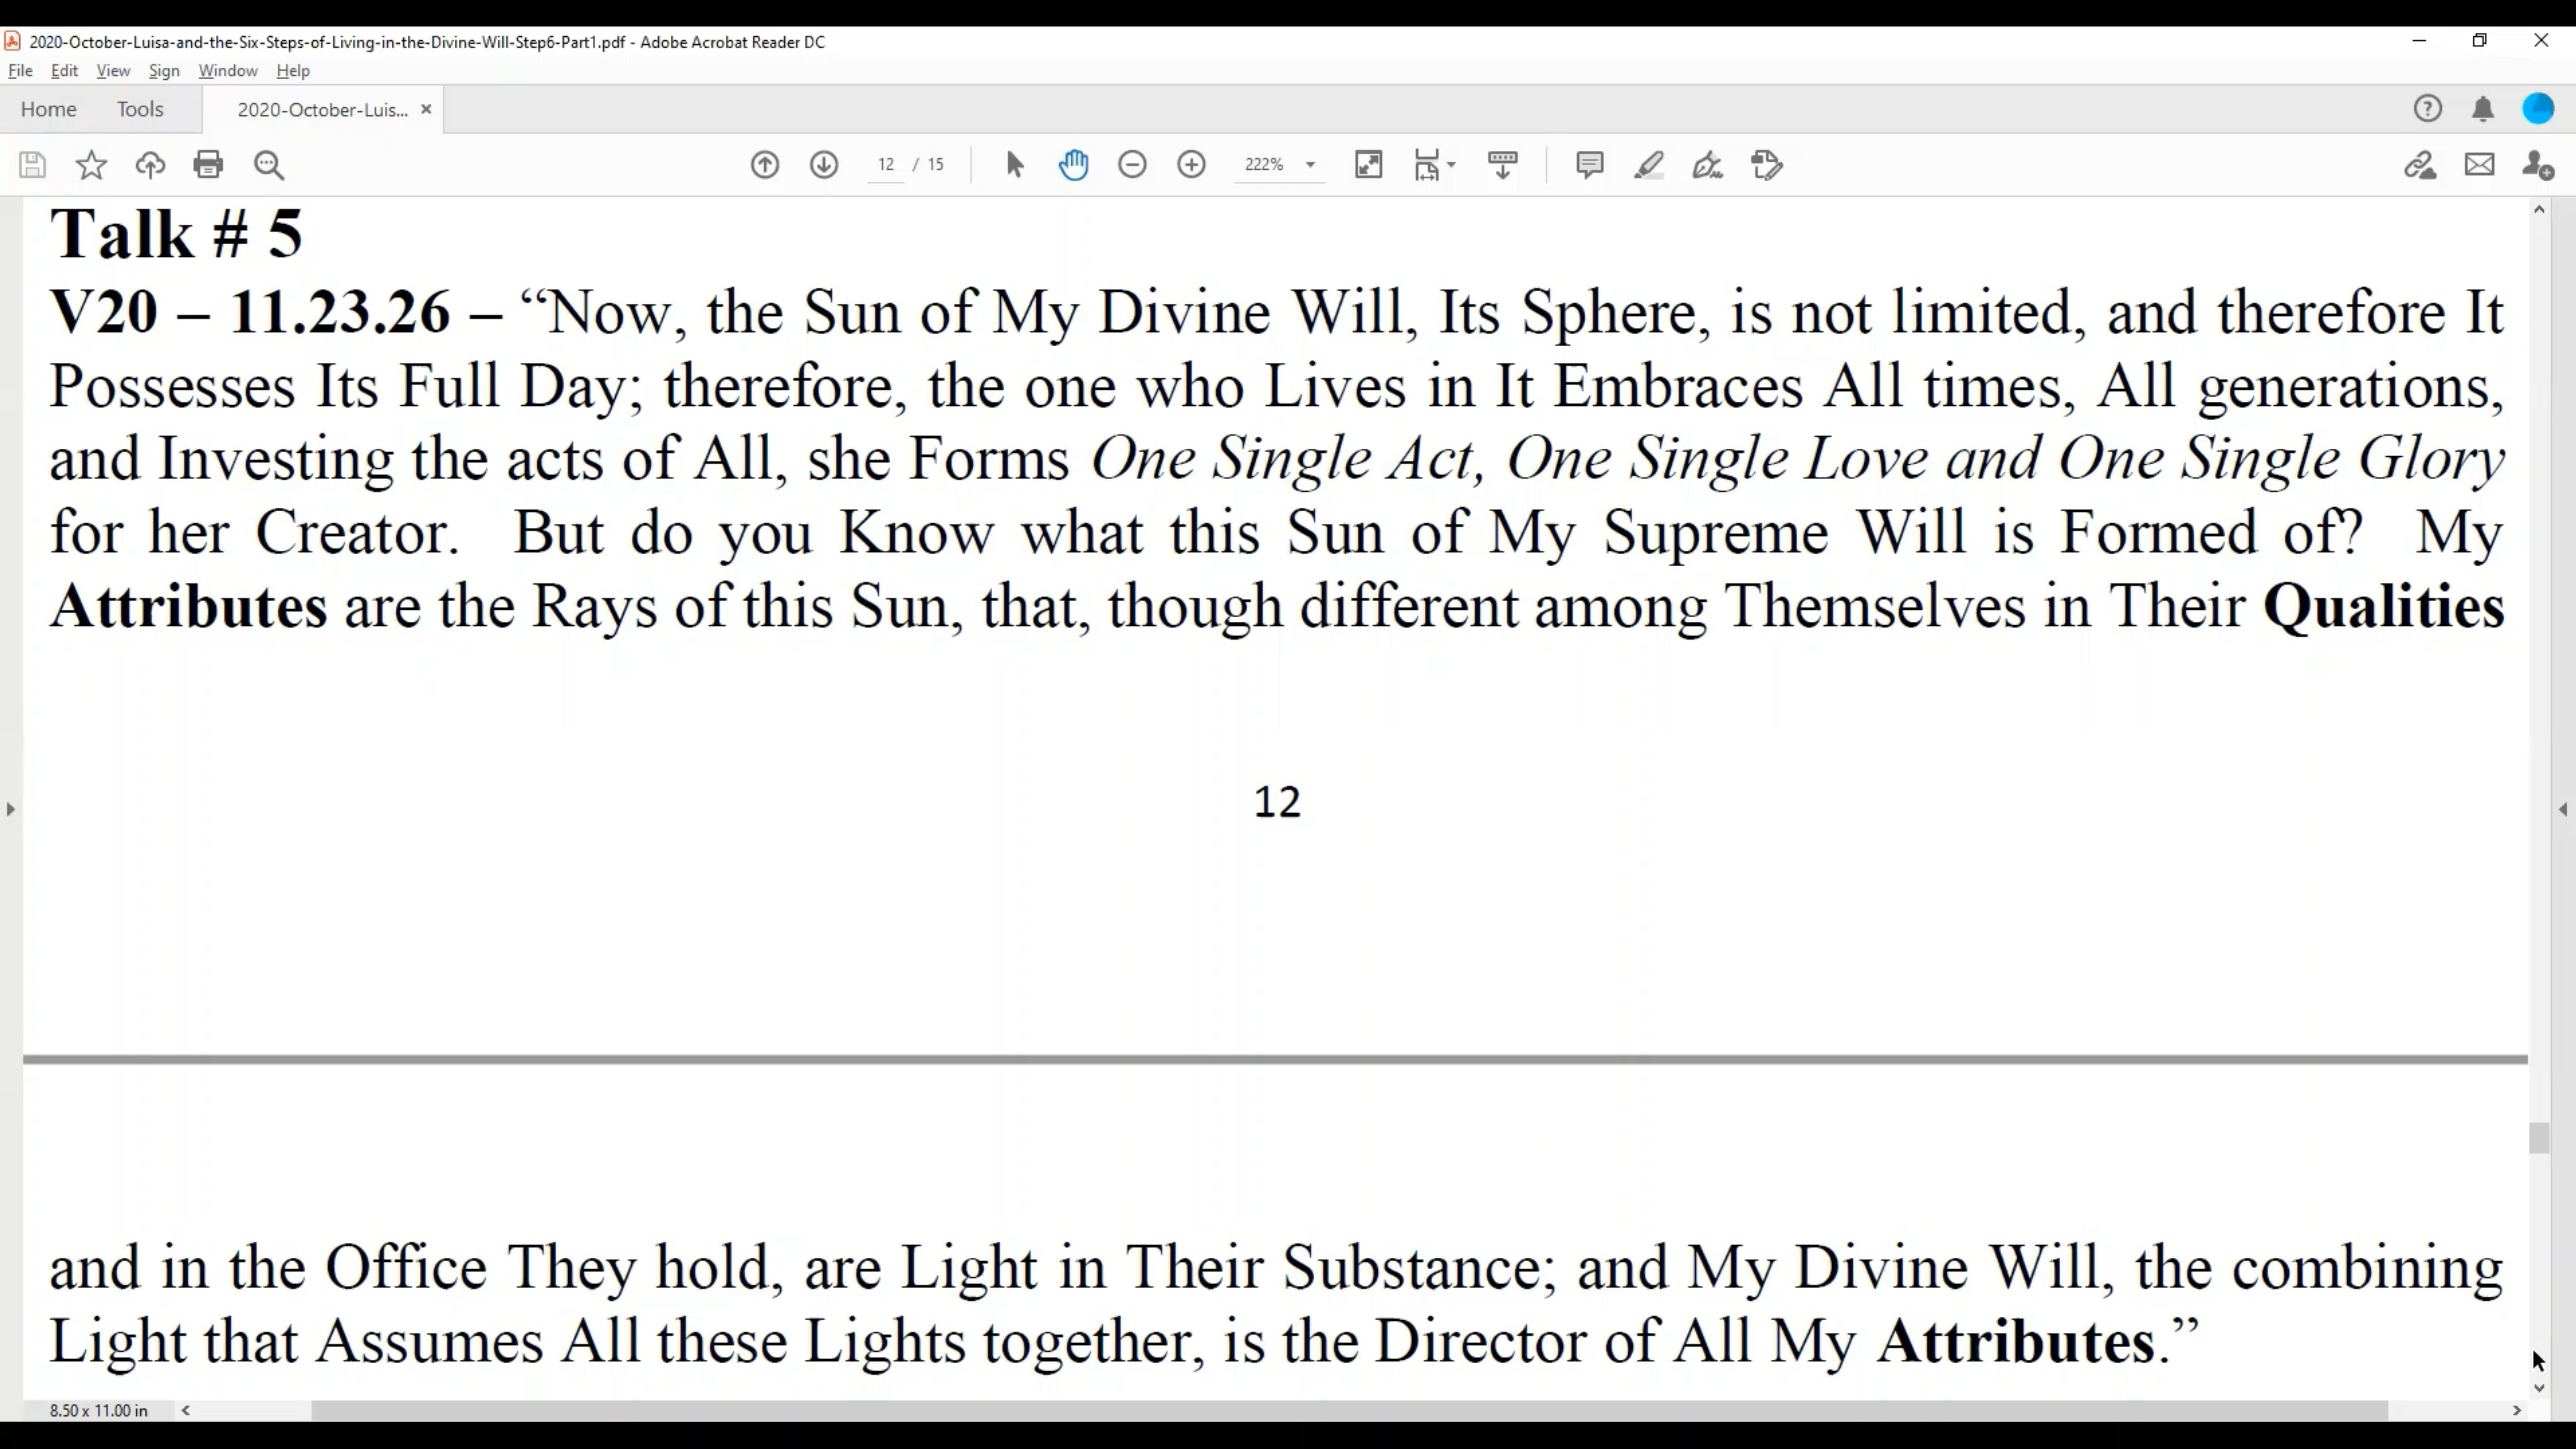 2020-October-Luisa-and-the-Six-Steps-of-Living-in-the-Divine-Will-Step6-Part1.pdf - Adobe Acrobat Reader DC
File Edit View Sign Window Help
Home Tools 2020-October-Luis... ×
12 / 15 222%
Talk # 5
V20 – 11.23.26 – “Now, the Sun of My Divine Will, Its Sphere, is not limited, and therefore It
Possesses Its Full Day; therefore, the one who Lives in It Embraces All times, All generations,
and Investing the acts of All, she Forms One Single Act, One Single Love and One Single Glory
for her Creator. But do you Know what this Sun of My Supreme Will is Formed of? My
Attributes are the Rays of this Sun, that, though different among Themselves in Their Qualities
12
and in the Office They hold, are Light in Their Substance; and My Divine Will, the combining
Light that Assumes All these Lights together, is the Director of All My Attributes.”
8.50 x 11.00 in